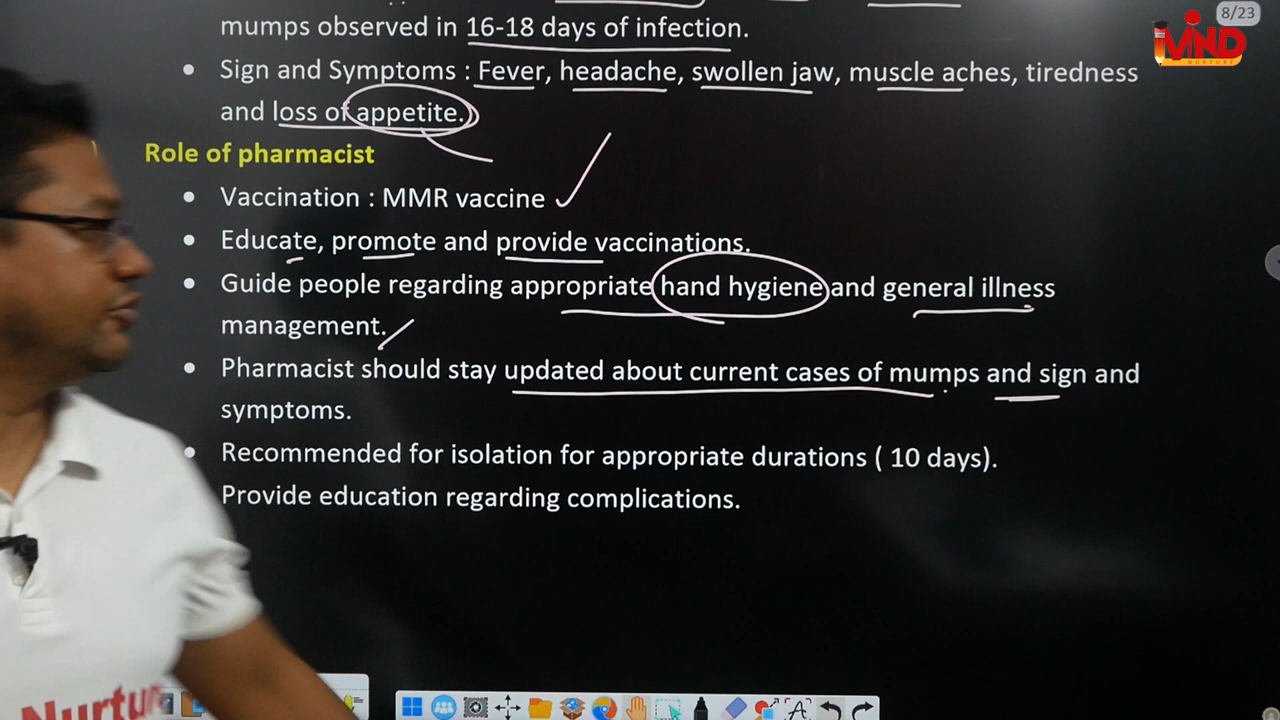 8/23
MIND
NURTURE
mumps observed in 16-18 days of infection.
• Sign and Symptoms : Fever, headache, swollen jaw, muscle aches, tiredness
and loss of appetite.
Role of pharmacist
• Vaccination : MMR vaccine
• Educate, promote and provide vaccinations.
• Guide people regarding appropriate hand hygiene and general illness
management.
• Pharmacist should stay updated about current cases of mumps and sign and
symptoms.
• Recommended for isolation for appropriate durations ( 10 days).
Provide education regarding complications.
Nurtur